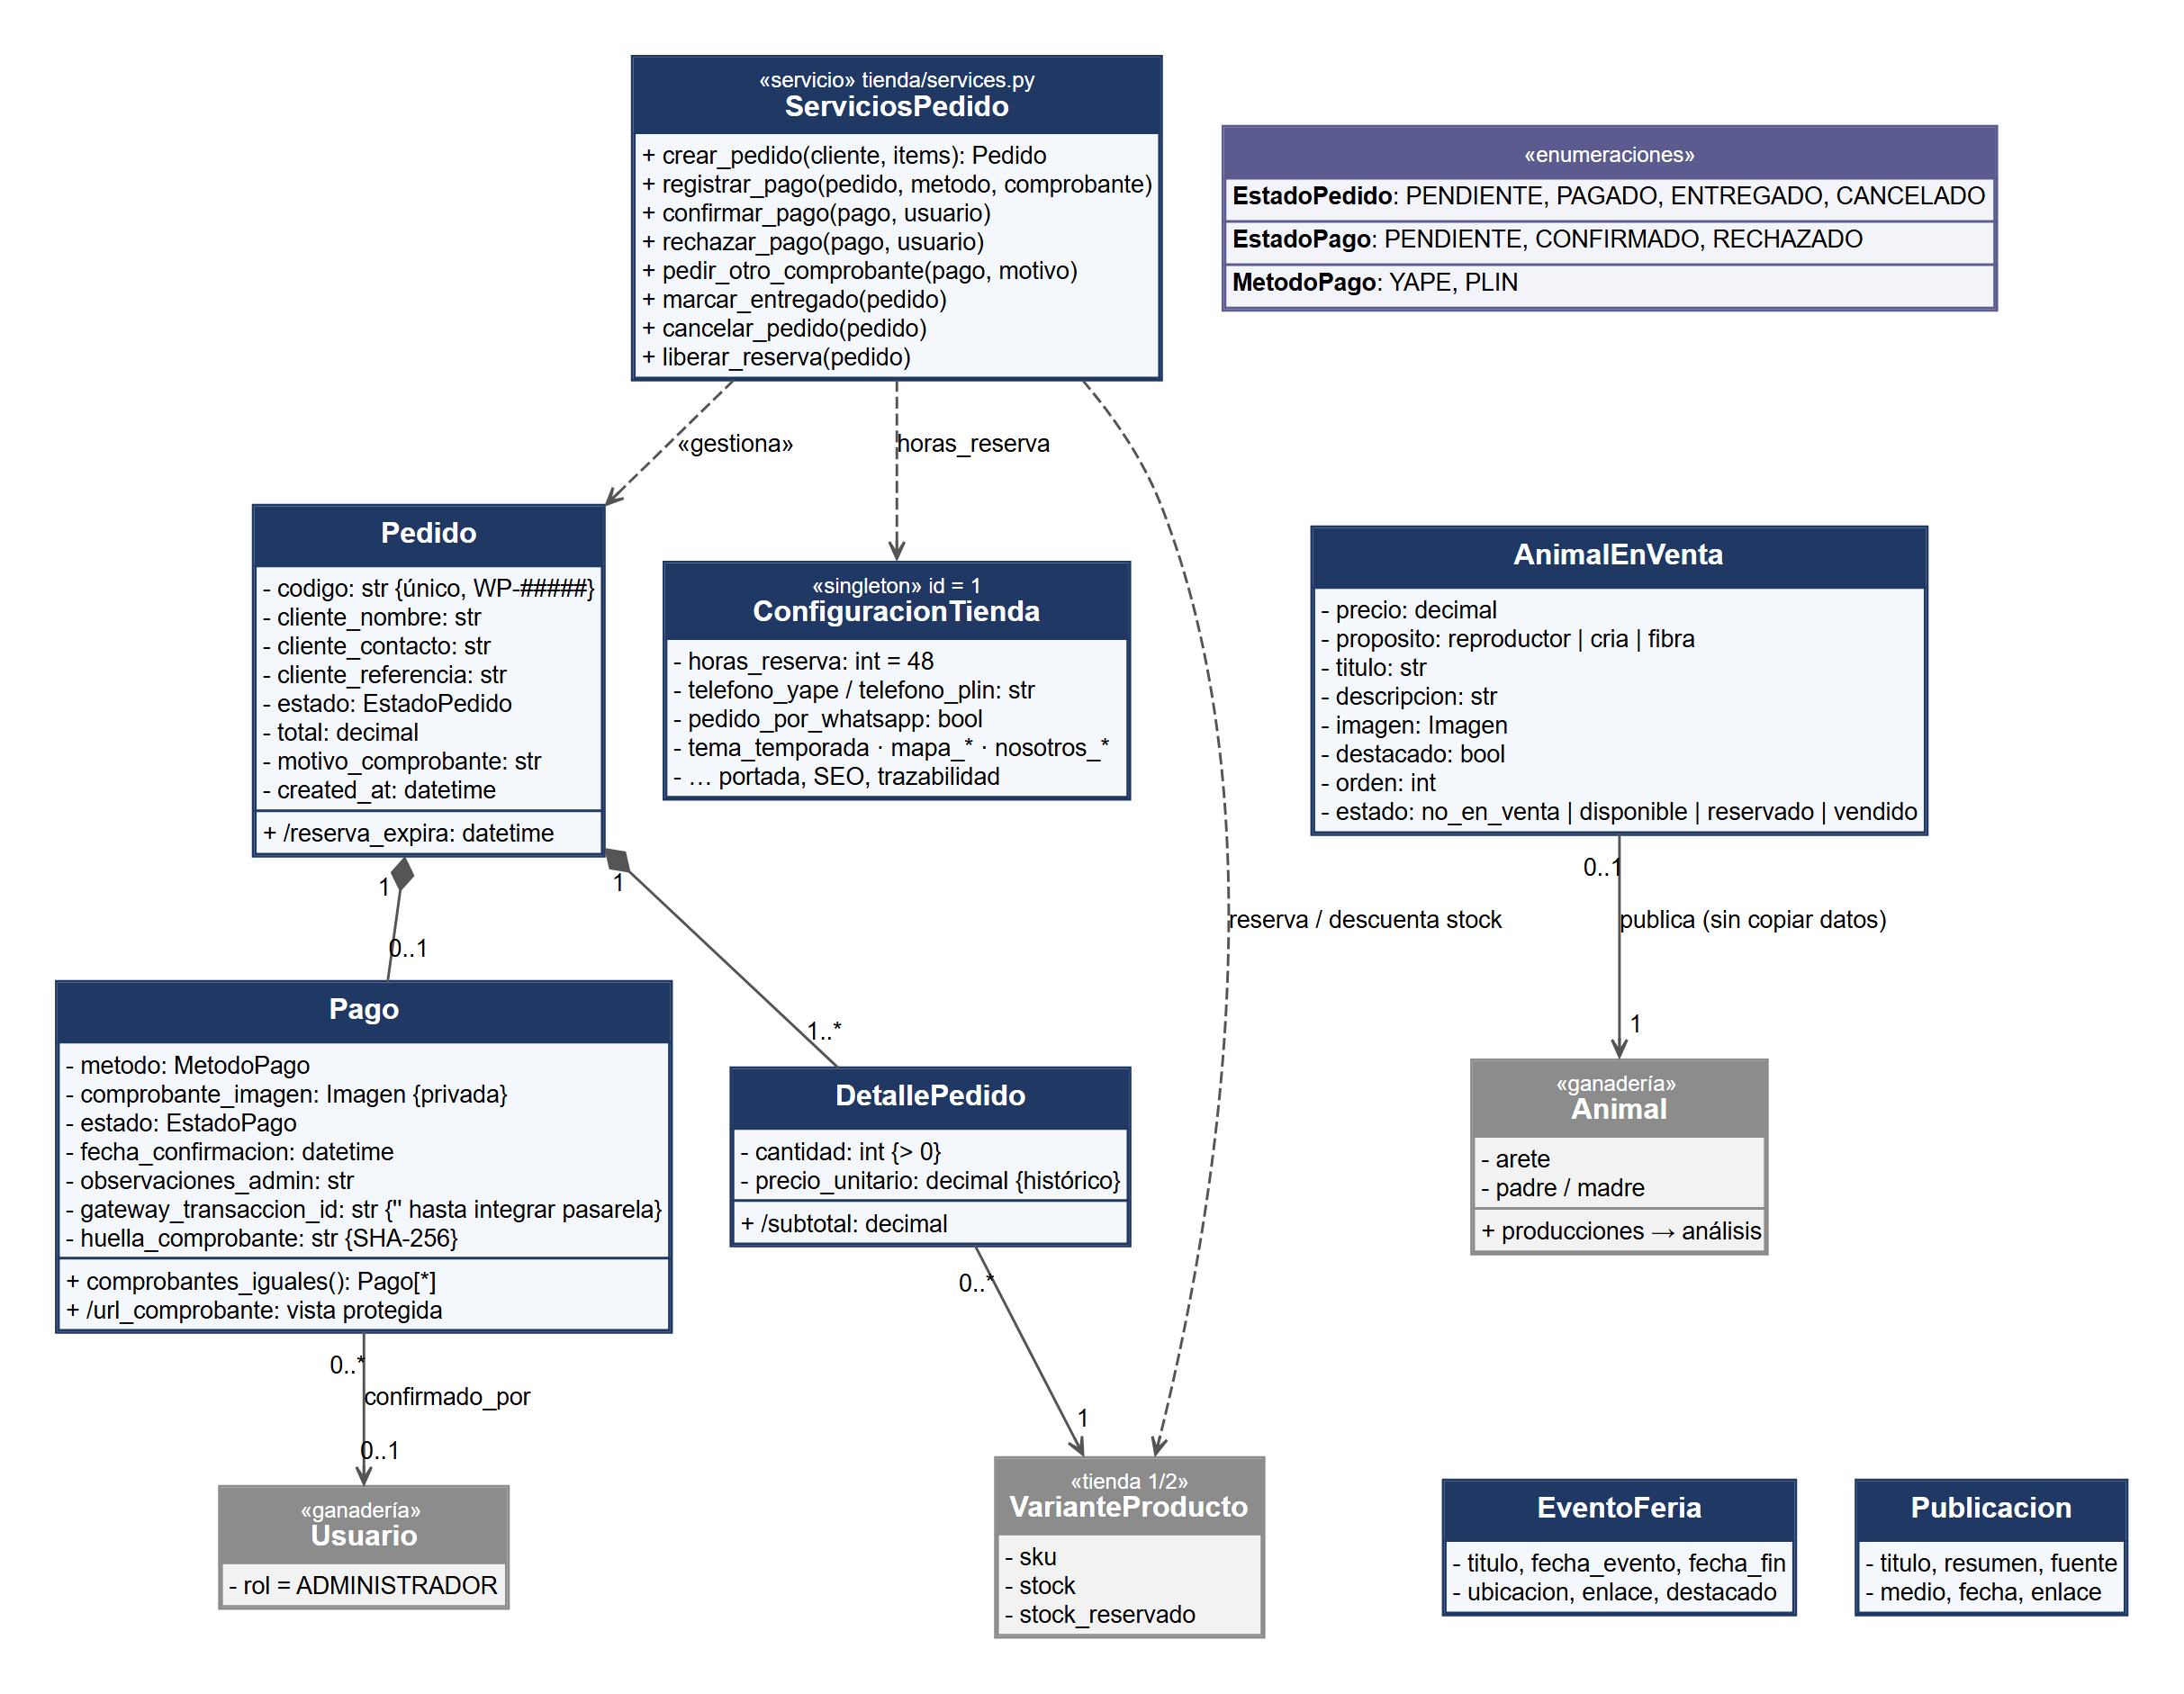 «servicio» tienda/services.py
ServiciosPedido
+ crear_pedido(cliente, items): Pedido
+ registrar_pago(pedido, metodo, comprobante)
+ confirmar_pago(pago, usuario)
+ rechazar_pago(pago, usuario)
+ pedir_otro_comprobante(pago, motivo)
+ marcar_entregado(pedido)
+ cancelar_pedido(pedido)
+ liberar_reserva(pedido)
«enumeraciones»
EstadoPedido: PENDIENTE, PAGADO, ENTREGADO, CANCELADO
EstadoPago: PENDIENTE, CONFIRMADO, RECHAZADO
MetodoPago: YAPE, PLIN
«gestiona»
horas_reserva
reserva / descuenta stock
Pedido
- codigo: str {único, WP-#####}
- cliente_nombre: str
- cliente_contacto: str
- cliente_referencia: str
- estado: EstadoPedido
- total: decimal
- motivo_comprobante: str
- created_at: datetime
+ /reserva_expira: datetime
«singleton» id = 1
ConfiguracionTienda
- horas_reserva: int = 48
- telefono_yape / telefono_plin: str
- pedido_por_whatsapp: bool
- tema_temporada · mapa_* · nosotros_*
- … portada, SEO, trazabilidad
AnimalEnVenta
- precio: decimal
- proposito: reproductor | cria | fibra
- titulo: str
- descripcion: str
- imagen: Imagen
- destacado: bool
- orden: int
- estado: no_en_venta | disponible | reservado | vendido
1
0..1
1
1..*
0..1
publica (sin copiar datos)
1
Pago
- metodo: MetodoPago
- comprobante_imagen: Imagen {privada}
- estado: EstadoPago
- fecha_confirmacion: datetime
- observaciones_admin: str
- gateway_transaccion_id: str {'' hasta integrar pasarela}
- huella_comprobante: str {SHA-256}
+ comprobantes_iguales(): Pago[*]
+ /url_comprobante: vista protegida
DetallePedido
- cantidad: int {> 0}
- precio_unitario: decimal {histórico}
+ /subtotal: decimal
«ganadería»
Animal
- arete
- padre / madre
+ producciones → análisis
0..*
confirmado_por
0..1
0..*
1
«ganadería»
Usuario
- rol = ADMINISTRADOR
«tienda 1/2»
VarianteProducto
- sku
- stock
- stock_reservado
EventoFeria
- titulo, fecha_evento, fecha_fin
- ubicacion, enlace, destacado
Publicacion
- titulo, resumen, fuente
- medio, fecha, enlace